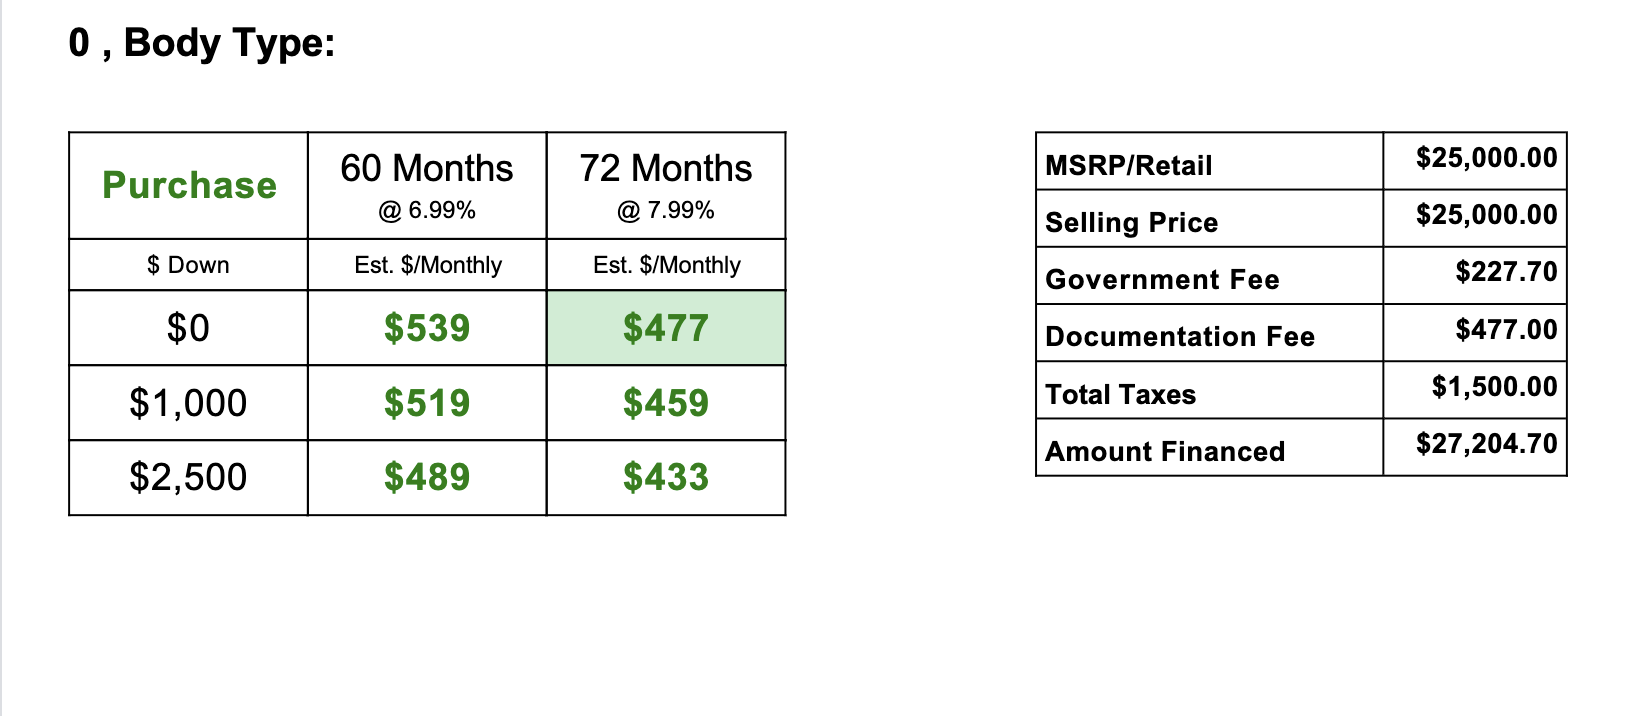 0 , Body Type:
Purchase
60 Months
@ 6.99%
72 Months
@ 7.99%
$ Down
Est. $/Monthly
Est. $/Monthly
$0
$539
$477
$1,000
$519
$459
$2,500
$489
$433
MSRP/Retail
$25,000.00
Selling Price
$25,000.00
Government Fee
$227.70
Documentation Fee
$477.00
Total Taxes
$1,500.00
Amount Financed
$27,204.70